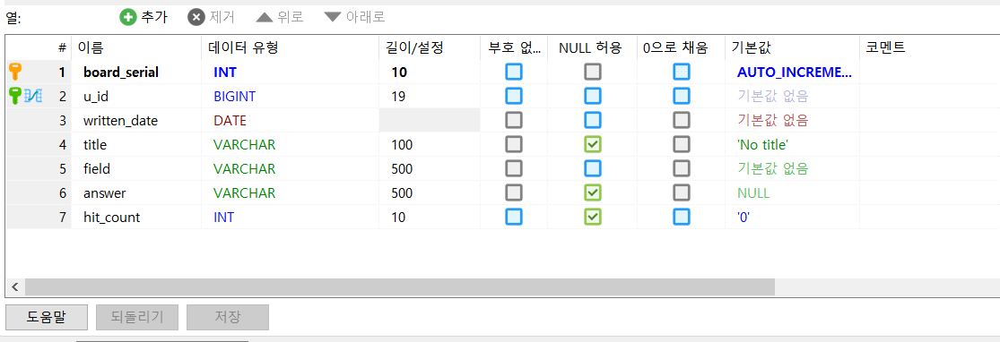 열: 추가 제거 위로 아래로
# 이름 데이터 유형 길이/설정 부호 없... NULL 허용 0으로 채움 기본값 코멘트
1 board_serial INT 10 AUTO_INCREME...
2 u_id BIGINT 19 기본값 없음
3 written_date DATE 기본값 없음
4 title VARCHAR 100 'No title'
5 field VARCHAR 500 기본값 없음
6 answer VARCHAR 500 NULL
7 hit_count INT 10 '0'
도움말 되돌리기 저장